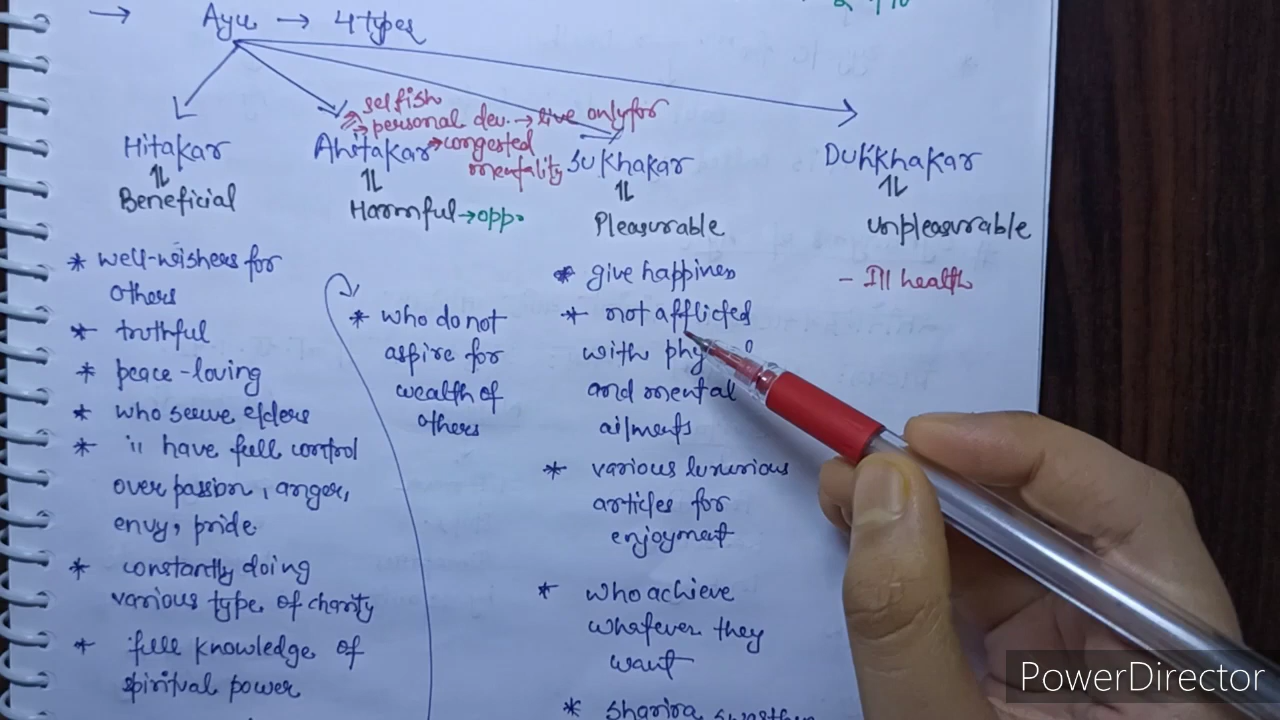 → Ayu → 4 types
selfish
→ personal dev. → live only for
Hitakar
Ahitakar → congested
mentality
Sukhakar
Dukhakar
Beneficial
Harmful → opp.
Pleasurable
unpleasurable
* well-wishers for
others
* truthful
* peace-loving
* who serve elders
* " have full control
over passion, anger,
envy, pride
* constantly doing
various type of charity
* full knowledge of
spiritual power
* who do not
aspire for
wealth of
others
* give happiness
* not afflicted
with
and mental
ailments
* various luxurious
articles for
enjoyment
* who achieve
whatever they
want
* sharira
- Ill health
PowerDirector